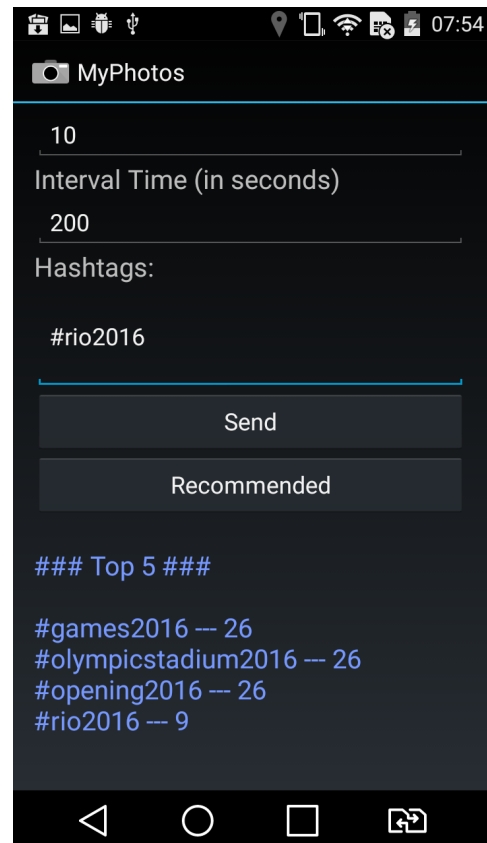 07:54
MyPhotos
10
Interval Time (in seconds)
200
Hashtags:
#rio2016
Send
Recommended
### Top 5 ###
#games2016 --- 26
#olympicstadium2016 --- 26
#opening2016 --- 26
#rio2016 --- 9